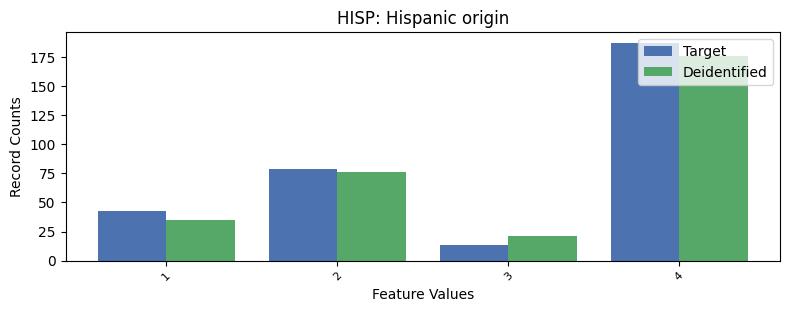 HISP: Hispanic origin
Target
Deidentified
Record Counts
175
150
125
100
75
50
25
0
1
2
3
4
Feature Values